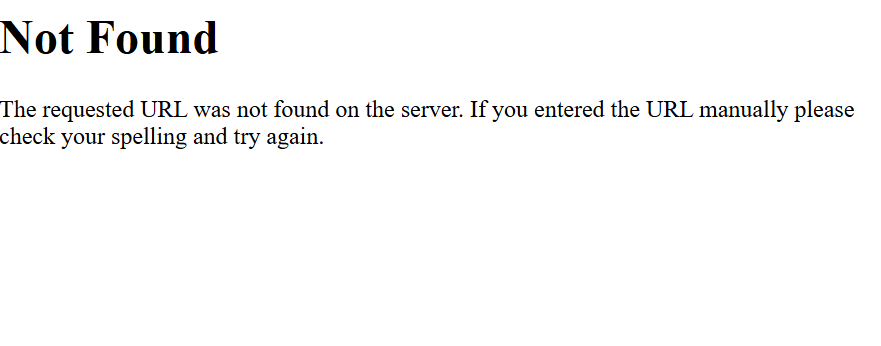 Not Found
The requested URL was not found on the server. If you entered the URL manually please
check your spelling and try again.